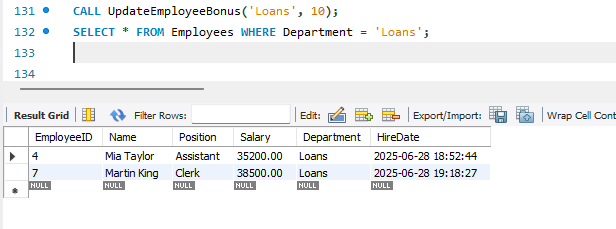 131 CALL UpdateEmployeeBonus('Loans', 10);
132 SELECT * FROM Employees WHERE Department = 'Loans';
133
134
Result Grid Filter Rows: Edit: Export/Import: Wrap Cell Cont
EmployeeID Name Position Salary Department HireDate
4 Mia Taylor Assistant 35200.00 Loans 2025-06-28 18:52:44
7 Martin King Clerk 38500.00 Loans 2025-06-28 19:18:27
NULL NULL NULL NULL NULL NULL